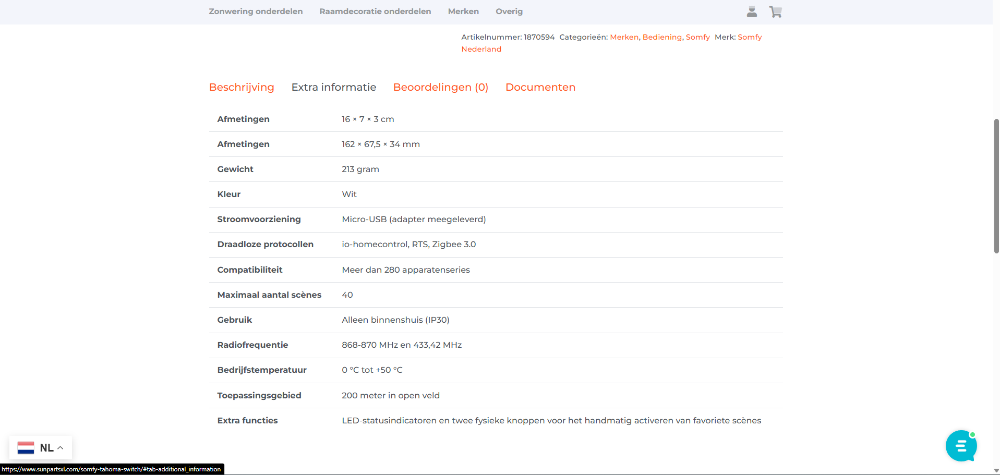 Zonwering onderdelen Raamdecoratie onderdelen Merken Overig
Artikelnummer: 1870594 Categorieën: Merken, Bediening, Somfy Merk: Somfy
Nederland
Beschrijving Extra informatie Beoordelingen (0) Documenten
Afmetingen 16 × 7 × 3 cm
Afmetingen 162 × 67,5 × 34 mm
Gewicht 213 gram
Kleur Wit
Stroomvoorziening Micro-USB (adapter meegeleverd)
Draadloze protocollen io-homecontrol, RTS, Zigbee 3.0
Compatibiliteit Meer dan 280 apparatenseries
Maximaal aantal scènes 40
Gebruik Alleen binnenshuis (IP30)
Radiofrequentie 868-870 MHz en 433,42 MHz
Bedrijfstemperatuur 0 °C tot +50 °C
Toepassingsgebied 200 meter in open veld
Extra functies LED-statusindicatoren en twee fysieke knoppen voor het handmatig activeren van favoriete scènes
NL
https://www.sunpartsxl.com/somfy-tahoma-switch/#tab-additional_information